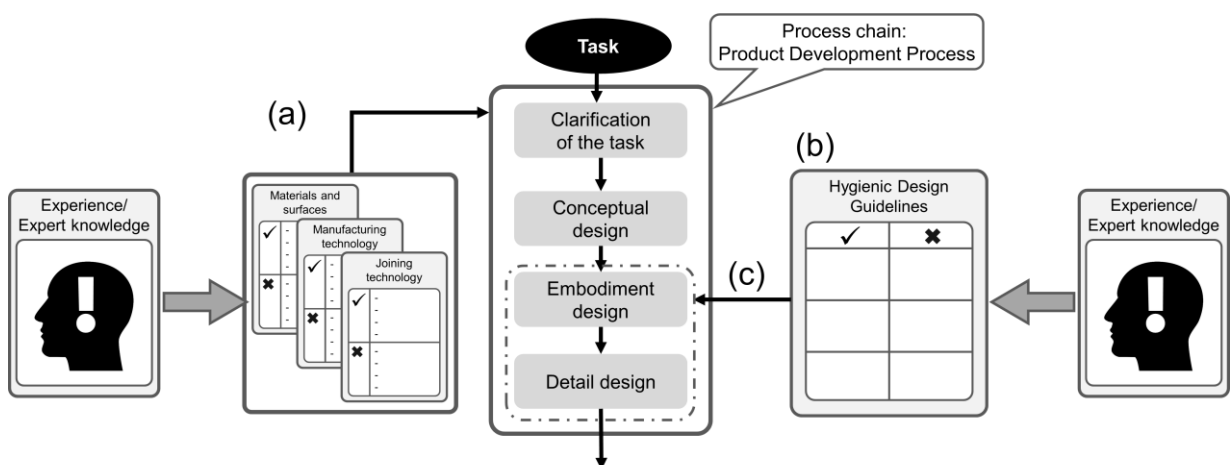 Task
Process chain:
Product Development Process
(a)
Clarification
of the task
(b)
Experience/
Expert knowledge
Materials and
surfaces
Manufacturing
technology
Joining
technology
Conceptual
design
Hygienic Design
Guidelines
Experience/
Expert knowledge
(c)
Embodiment
design
Detail design